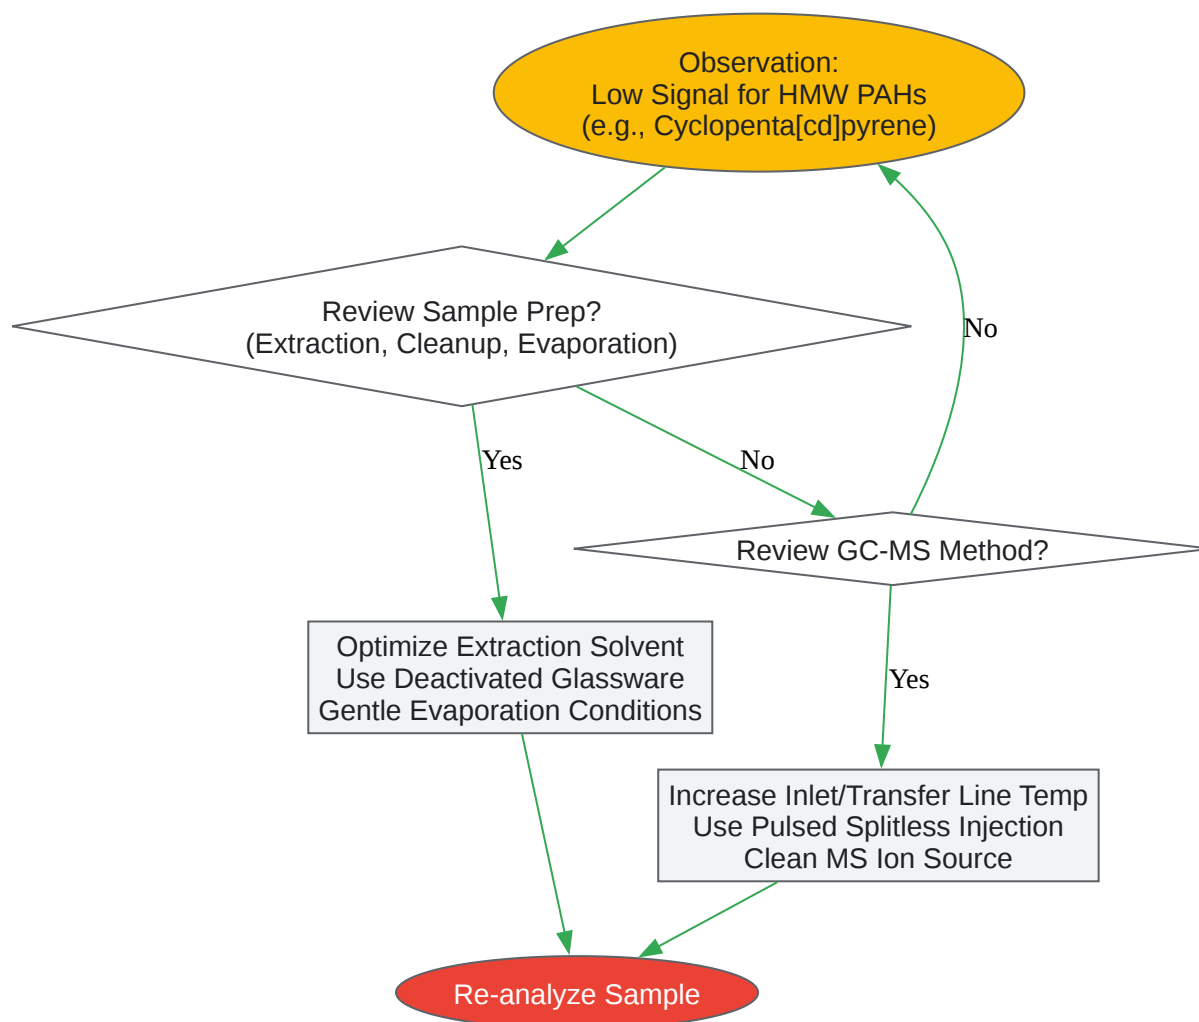 Observation:
Low Signal for HMW PAHs
(e.g., Cyclopenta[cd]pyrene)
Review Sample Prep?
(Extraction, Cleanup, Evaporation)
No
Yes
No
Review GC-MS Method?
Optimize Extraction Solvent
Use Deactivated Glassware
Gentle Evaporation Conditions
Yes
Increase Inlet/Transfer Line Temp
Use Pulsed Splitless Injection
Clean MS Ion Source
Re-analyze Sample